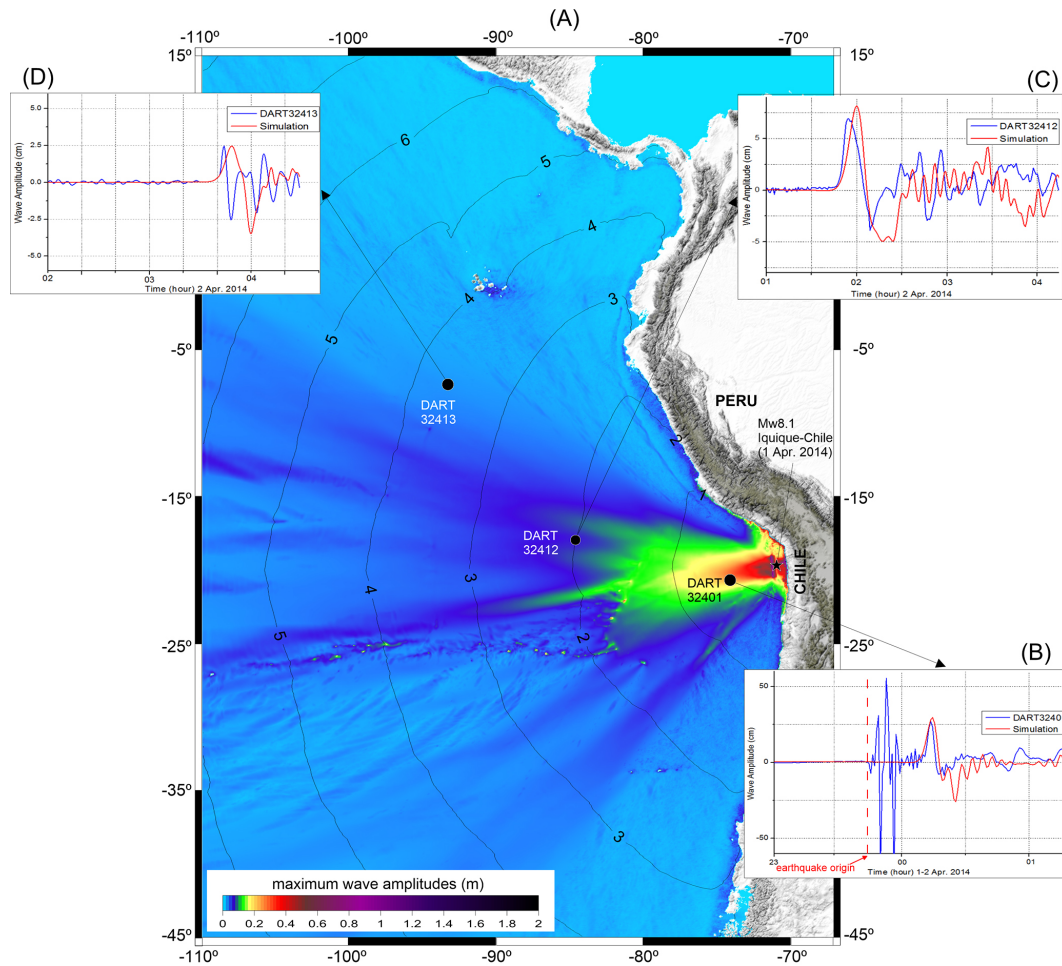 (A)
-110º
-100º
-90º
-80º
-70º
15º
15º
(D)
5.0
2.5
0.0
-2.5
-5.0
Wave Amplitude (cm)
DART32413
Simulation
02
03
04
Time (hour) 2 Apr. 2014
(C)
5
0
-5
Wave Amplitude (cm)
DART32412
Simulation
01
02
03
04
Time (hour) 2 Apr. 2014
6
5
4
3
4
5
-5º
-5º
DART
32413
PERU
Mw8.1
Iquique-Chile
(1 Apr. 2014)
2
1
-15º
-15º
DART
32412
DART
32401
CHILE
3
4
5
2
-25º
-25º
(B)
50
0
-50
Wave Amplitude (cm)
DART3240
Simulation
23
00
01
earthquake origin
Time (hour) 1-2 Apr. 2014
-35º
-35º
3
maximum wave amplitudes (m)
0
0.2
0.4
0.6
0.8
1
1.2
1.4
1.6
1.8
2
-45º
-45º
-110º
-100º
-90º
-80º
-70º